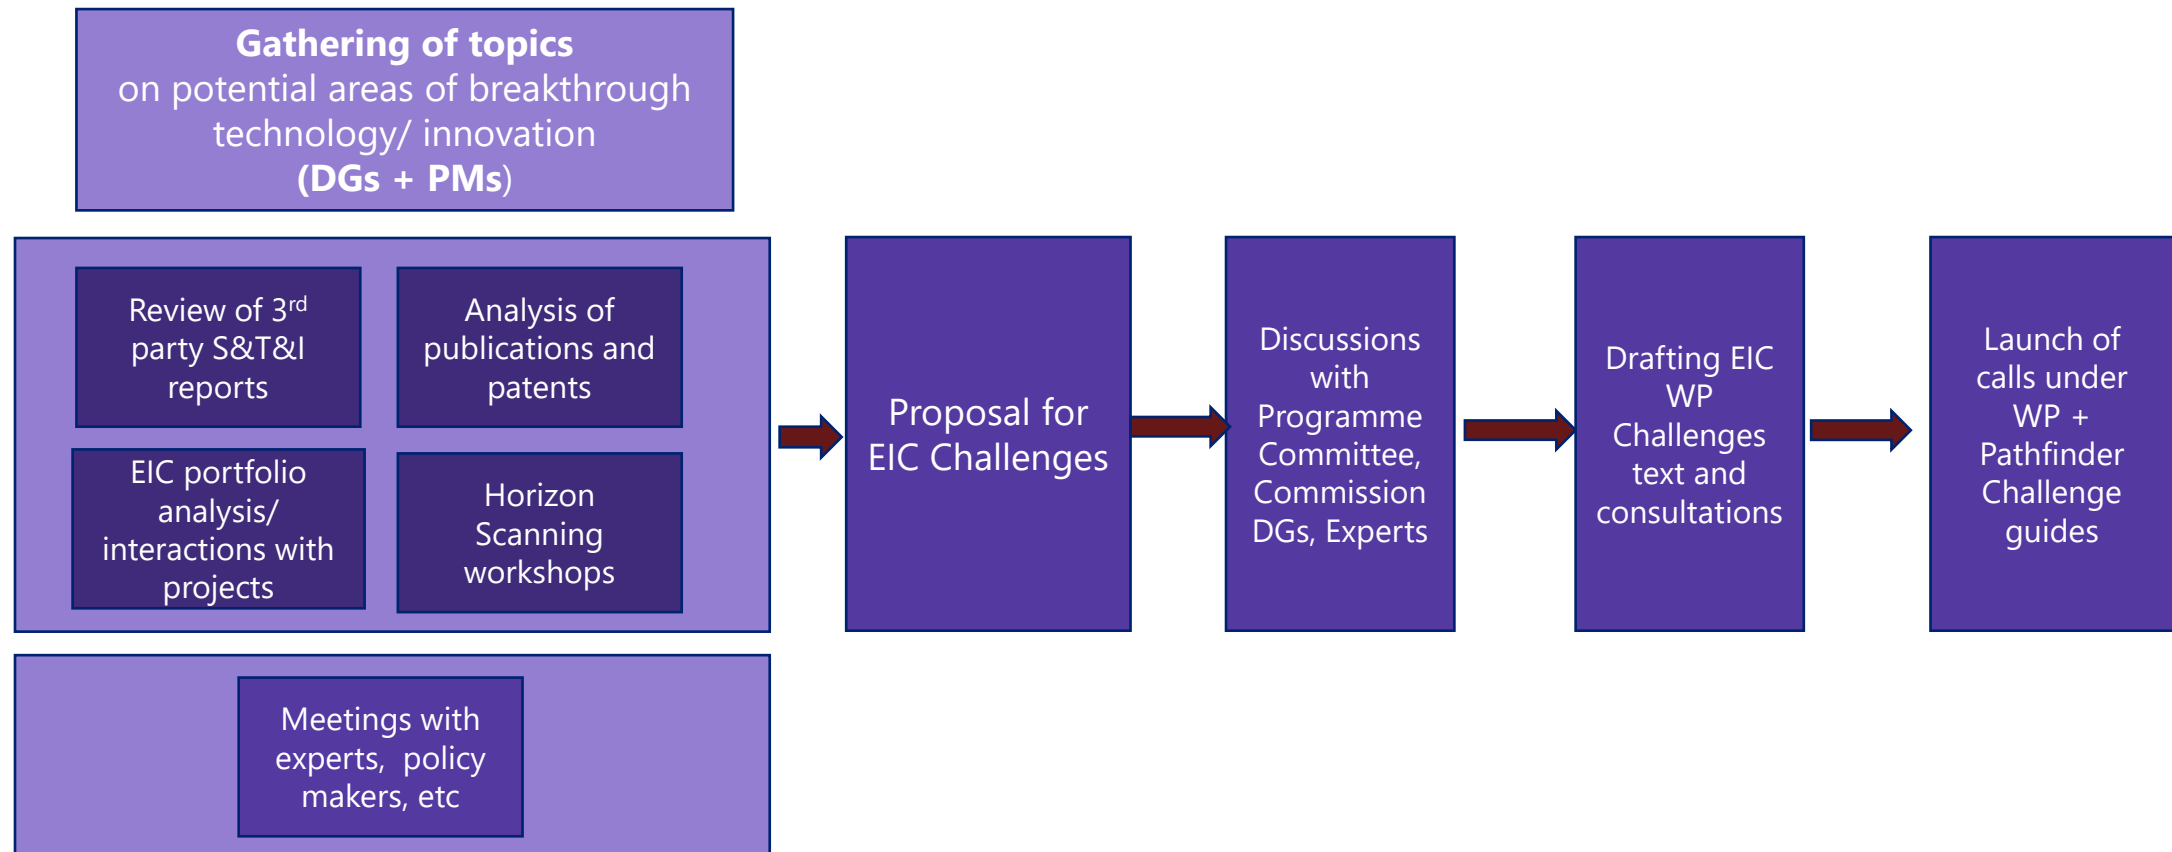 Gathering of topics
on potential areas of breakthrough
technology/ innovation
(DGs + PMs)
Review of 3rd
party S&T&I
reports
Analysis of
publications and
patents
EIC portfolio
analysis/
interactions with
projects
Horizon
Scanning
workshops
Meetings with
experts,  policy
makers, etc
Proposal for
EIC Challenges
Discussions
with
Programme
Committee,
Commission
DGs, Experts
Drafting EIC
WP
Challenges
text and
consultations
Launch of
calls under
WP +
Pathfinder
Challenge
guides